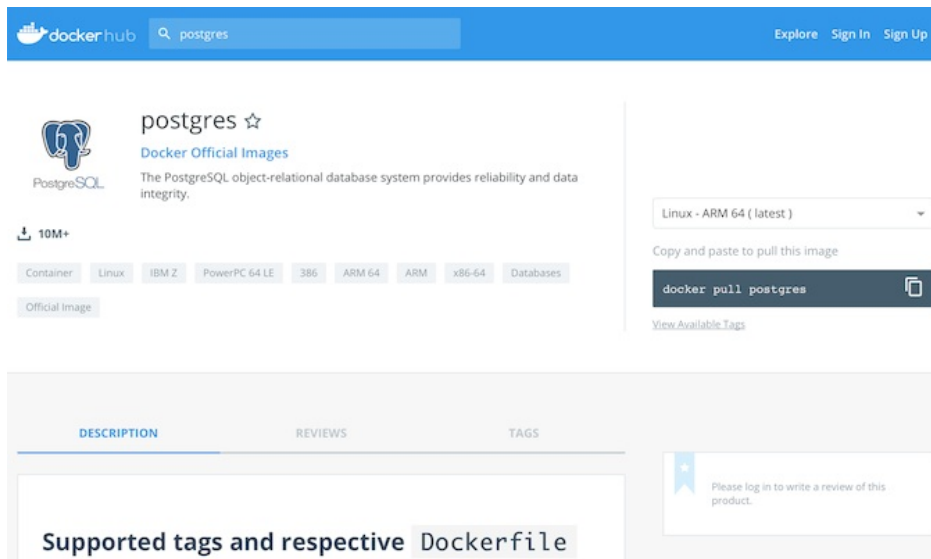 dockerhub
postgres
Explore Sign In Sign Up
postgres
Docker Official Images
The PostgreSQL object-relational database system provides reliability and data
integrity.
PostgreSQL
10M+
Container Linux IBM Z PowerPC 64 LE 386 ARM 64 ARM x86-64 Databases
Official Image
Linux - ARM 64 ( latest )
Copy and paste to pull this image
docker pull postgres
View Available Tags
DESCRIPTION REVIEWS TAGS
Supported tags and respective Dockerfile
Please log in to write a review of this
product.